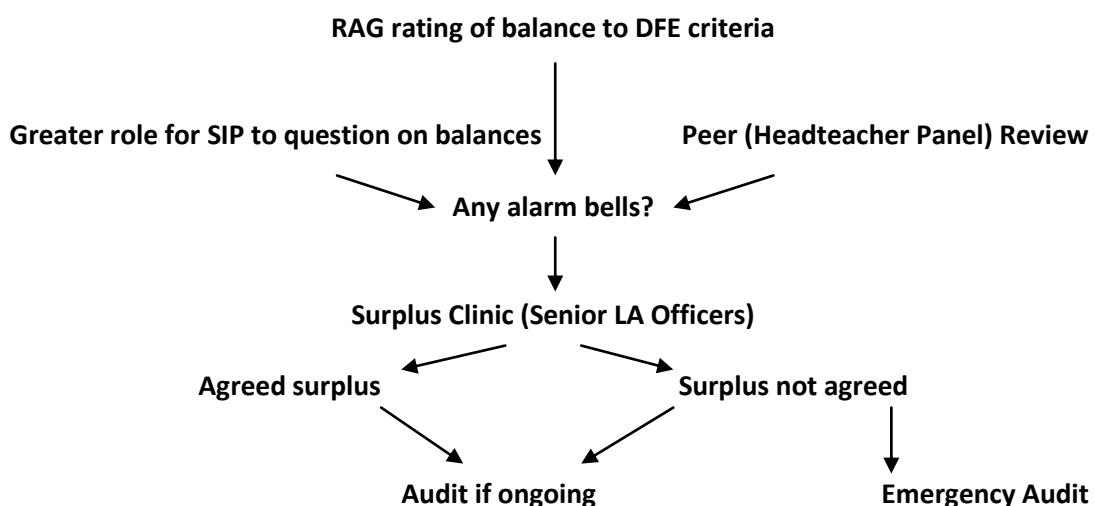 RAG rating of balance to DFE criteria
Greater role for SIP to question on balances
Peer (Headteacher Panel) Review
Any alarm bells?
Surplus Clinic (Senior LA Officers)
Agreed surplus
Surplus not agreed
Audit if ongoing
Emergency Audit